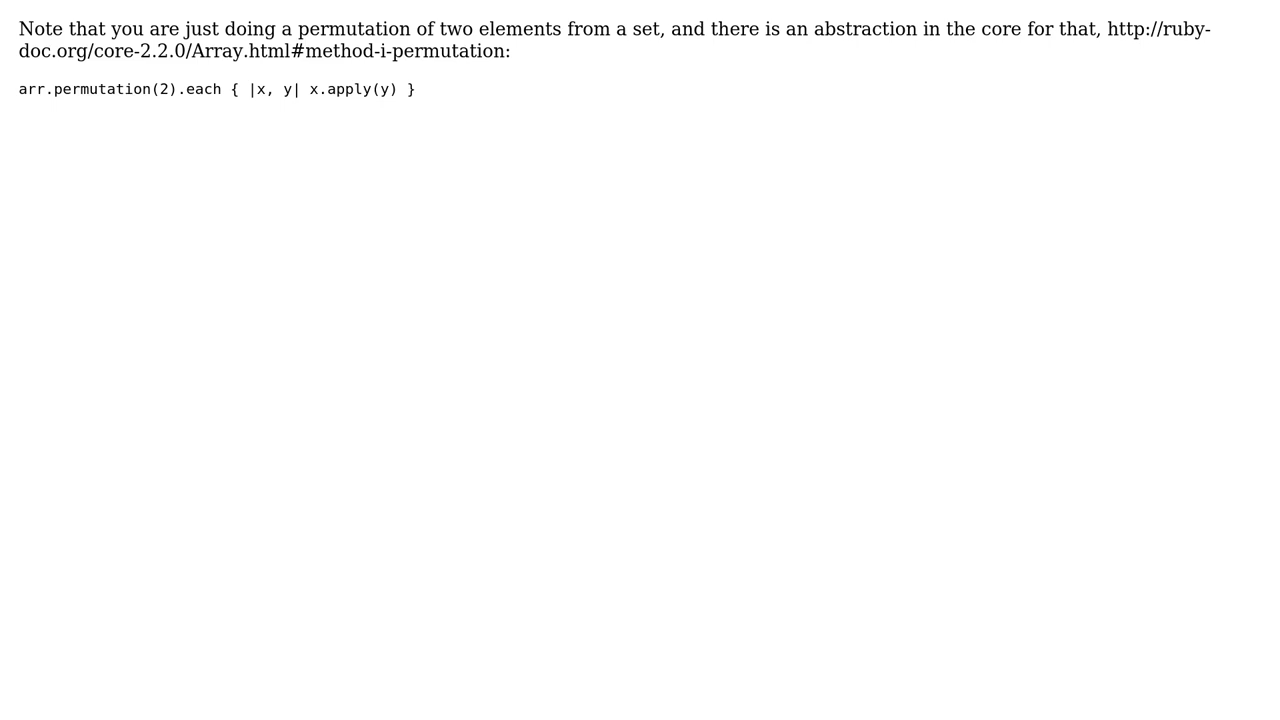 Note that you are just doing a permutation of two elements from a set, and there is an abstraction in the core for that, http://ruby-
doc.org/core-2.2.0/Array.html#method-i-permutation:
arr.permutation(2).each { |x, y| x.apply(y) }